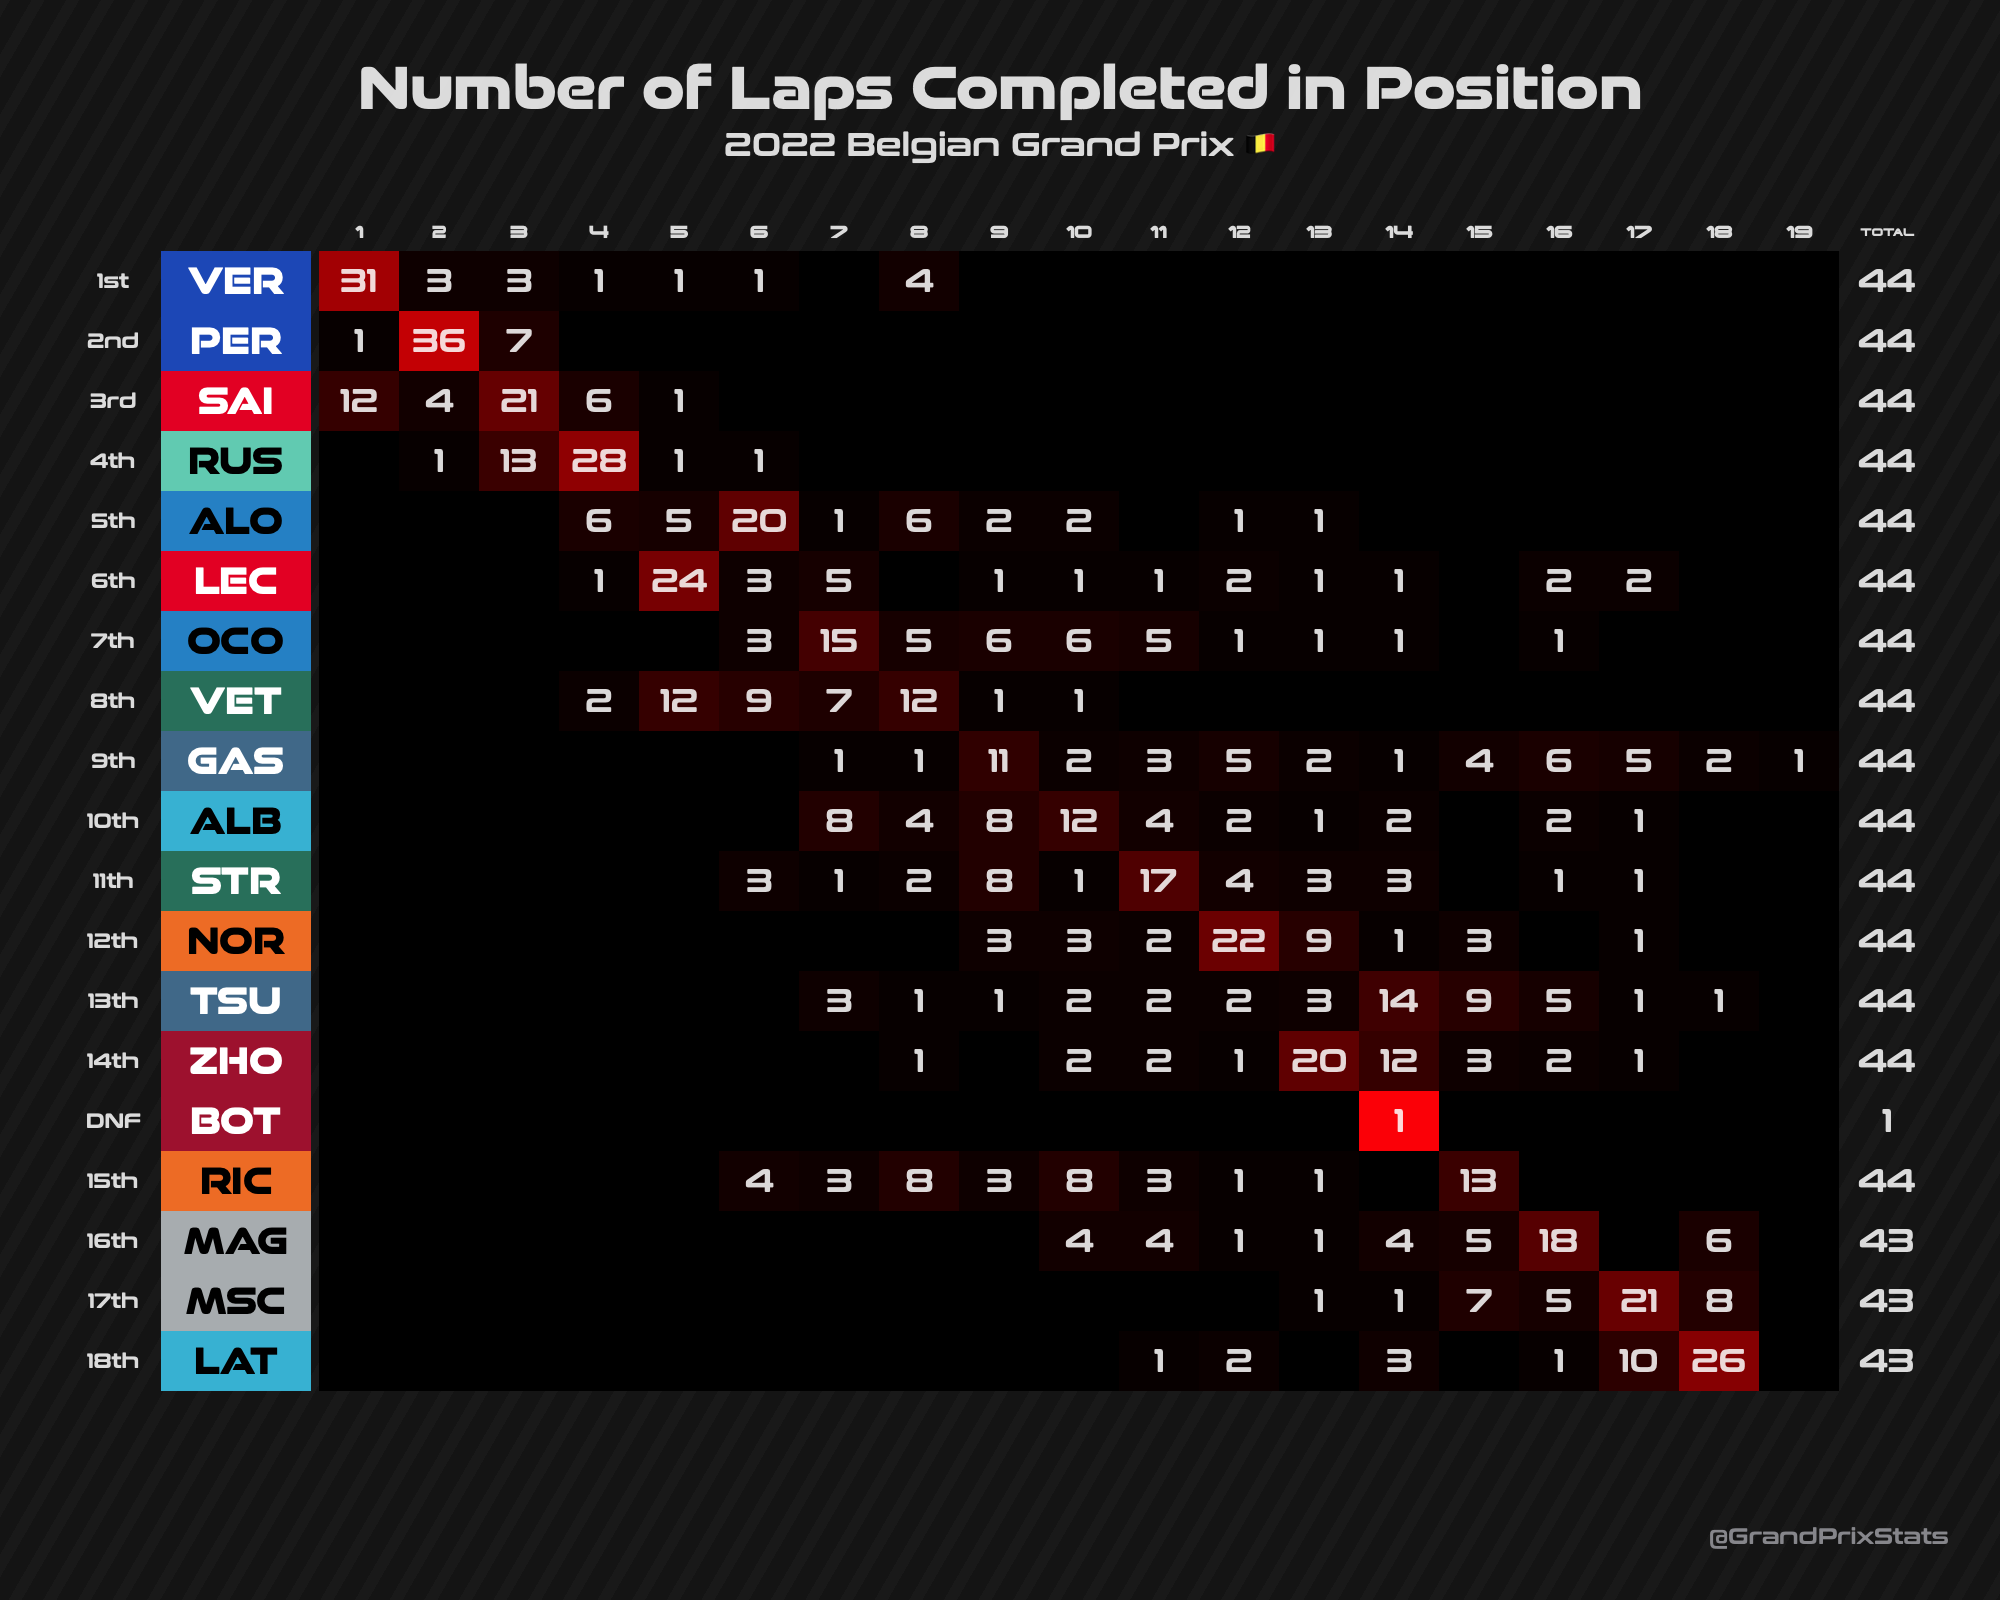 Number of Laps Completed in Position
2022 Belgian Grand Prix 🇧🇪
1 2 3 4 5 6 7 8 9 10 11 12 13 14 15 16 17 18 19 TOTAL
1st VER 31 3 3 1 1 1 4 44
2nd PER 1 36 7 44
3rd SAI 12 4 21 6 1 44
4th RUS 1 13 28 1 1 44
5th ALO 6 5 20 1 6 2 2 1 1 44
6th LEC 1 24 3 5 1 1 1 2 1 1 2 2 44
7th OCO 3 15 5 6 6 5 1 1 1 1 44
8th VET 2 12 9 7 12 1 1 44
9th GAS 1 1 11 2 3 5 2 1 4 6 5 2 1 44
10th ALB 8 4 8 12 4 2 1 2 2 1 44
11th STR 3 1 2 8 1 17 4 3 3 1 1 44
12th NOR 3 3 2 22 9 1 3 1 44
13th TSU 3 1 1 2 2 2 3 14 9 5 1 1 44
14th ZHO 1 2 2 1 20 12 3 2 1 44
DNF BOT 1 1
15th RIC 4 3 8 3 8 3 1 1 13 44
16th MAG 4 4 1 1 4 5 18 6 43
17th MSC 1 1 7 5 21 8 43
18th LAT 1 2 3 1 10 26 43
@GrandPrixStats